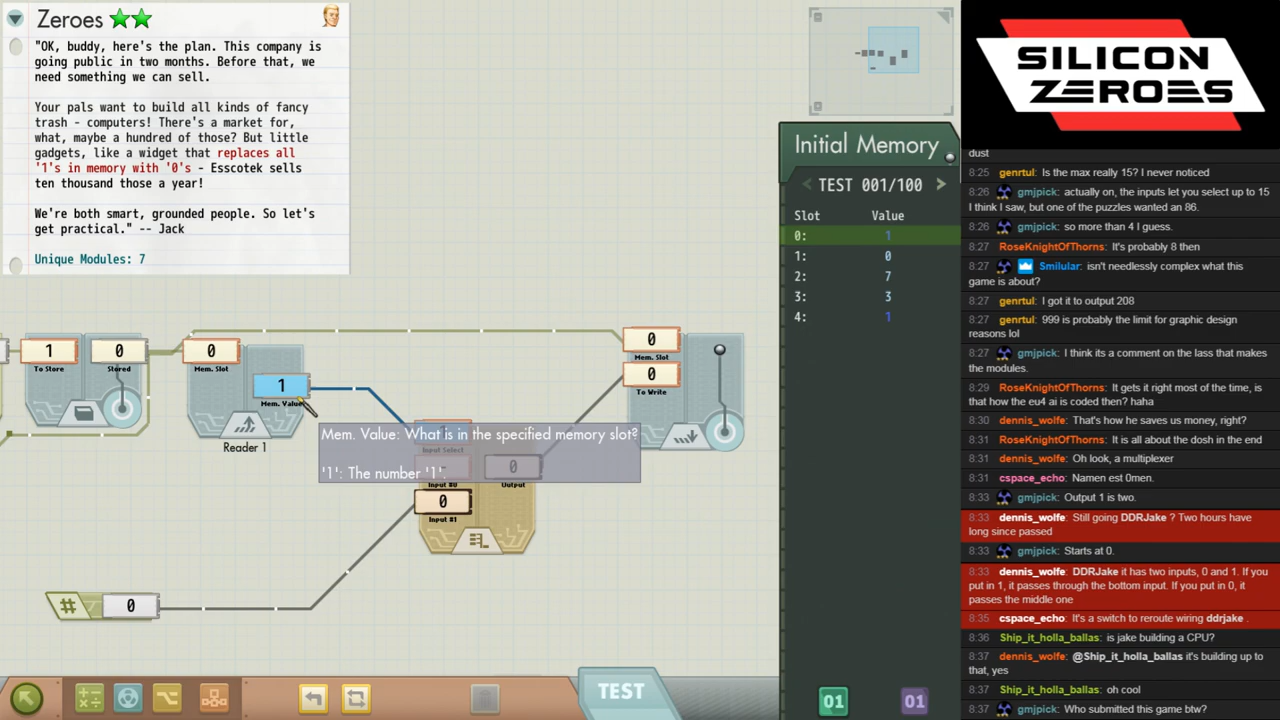 Zeroes
"OK, buddy, here's the plan. This company is
going public in two months. Before that, we
need something we can sell.
Your pals want to build all kinds of fancy
trash - computers! There's a market for,
what, maybe a hundred of those? But little
gadgets, like a widget that replaces all
'1's in memory with '0's - Esscotek sells
ten thousand those a year!
We're both smart, grounded people. So let's
get practical." -- Jack
Unique Modules: 7
1
To Store
0
Stored
0
Mem. Slot
1
Mem. Value
Reader 1
0
Mem. Slot
0
To Write
Mem. Value: What is in the specified memory slot?
'1': The number '1'.
Input Select
Input #0
0
Output
0
Input #1
# 0
TEST
Initial Memory
< TEST 001/100 >
Slot Value
0: 1
1: 0
2: 7
3: 3
4: 1
01 01
SILICON
ZEROES
dust
8:25 genrtul: Is the max really 15? I never noticed
8:26 gmjpick: actually on, the inputs let you select up to 15
I think I saw, but one of the puzzles wanted an 86.
8:26 gmjpick: so more than 4 I guess.
8:27 RoseKnightOfThorns: It's probably 8 then
8:27 Smilular: isn't needlessly complex what this
game is about?
8:27 genrtul: I got it to output 208
8:27 genrtul: 999 is probably the limit for graphic design
reasons lol
8:27 gmjpick: I think its a comment on the lass that makes
the modules.
8:29 RoseKnightOfThorns: It gets it right most of the time, is
that how the eu4 ai is coded then? haha
8:30 dennis_wolfe: That's how he saves us money, right?
8:31 RoseKnightOfThorns: It is all about the dosh in the end
8:31 dennis_wolfe: Oh look, a multiplexer
8:31 cspace_echo: Namen est 0men.
8:33 gmjpick: Output 1 is two.
8:33 dennis_wolfe: Still going DDRJake ? Two hours have
long since passed
8:33 gmjpick: Starts at 0.
8:33 dennis_wolfe: DDRJake it has two inputs, 0 and 1. If you
put in 1, it passes through the bottom input. If you put in 0, it
passes the middle one
8:35 cspace_echo: It's a switch to reroute wiring ddrjake .
8:36 Ship_it_holla_ballas: is jake building a CPU?
8:37 dennis_wolfe: @Ship_it_holla_ballas it's building up to
that, yes
8:37 Ship_it_holla_ballas: oh cool
8:37 gmjpick: Who submitted this game btw?